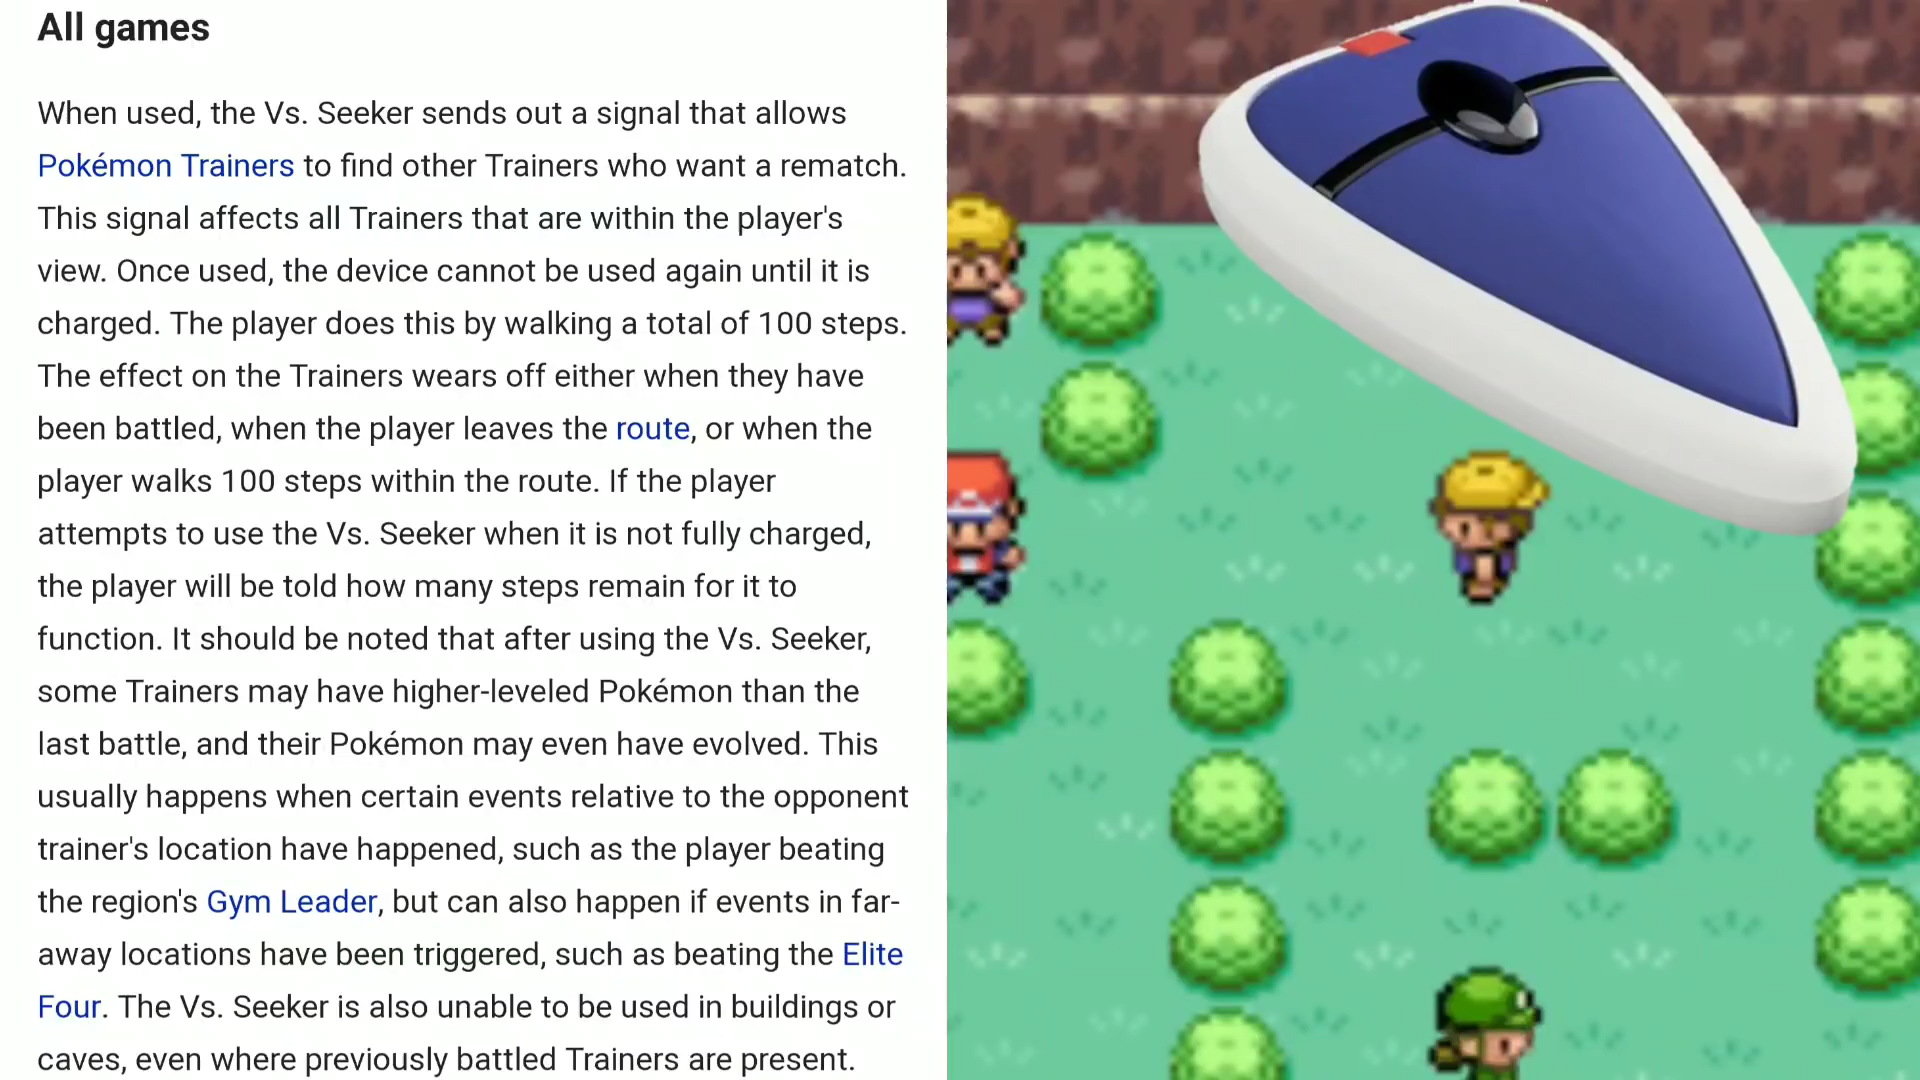 All games
When used, the Vs. Seeker sends out a signal that allows
Pokémon Trainers to find other Trainers who want a rematch.
This signal affects all Trainers that are within the player's
view. Once used, the device cannot be used again until it is
charged. The player does this by walking a total of 100 steps.
The effect on the Trainers wears off either when they have
been battled, when the player leaves the route, or when the
player walks 100 steps within the route. If the player
attempts to use the Vs. Seeker when it is not fully charged,
the player will be told how many steps remain for it to
function. It should be noted that after using the Vs. Seeker,
some Trainers may have higher-leveled Pokémon than the
last battle, and their Pokémon may even have evolved. This
usually happens when certain events relative to the opponent
trainer's location have happened, such as the player beating
the region's Gym Leader, but can also happen if events in far-
away locations have been triggered, such as beating the Elite
Four. The Vs. Seeker is also unable to be used in buildings or
caves, even where previously battled Trainers are present.